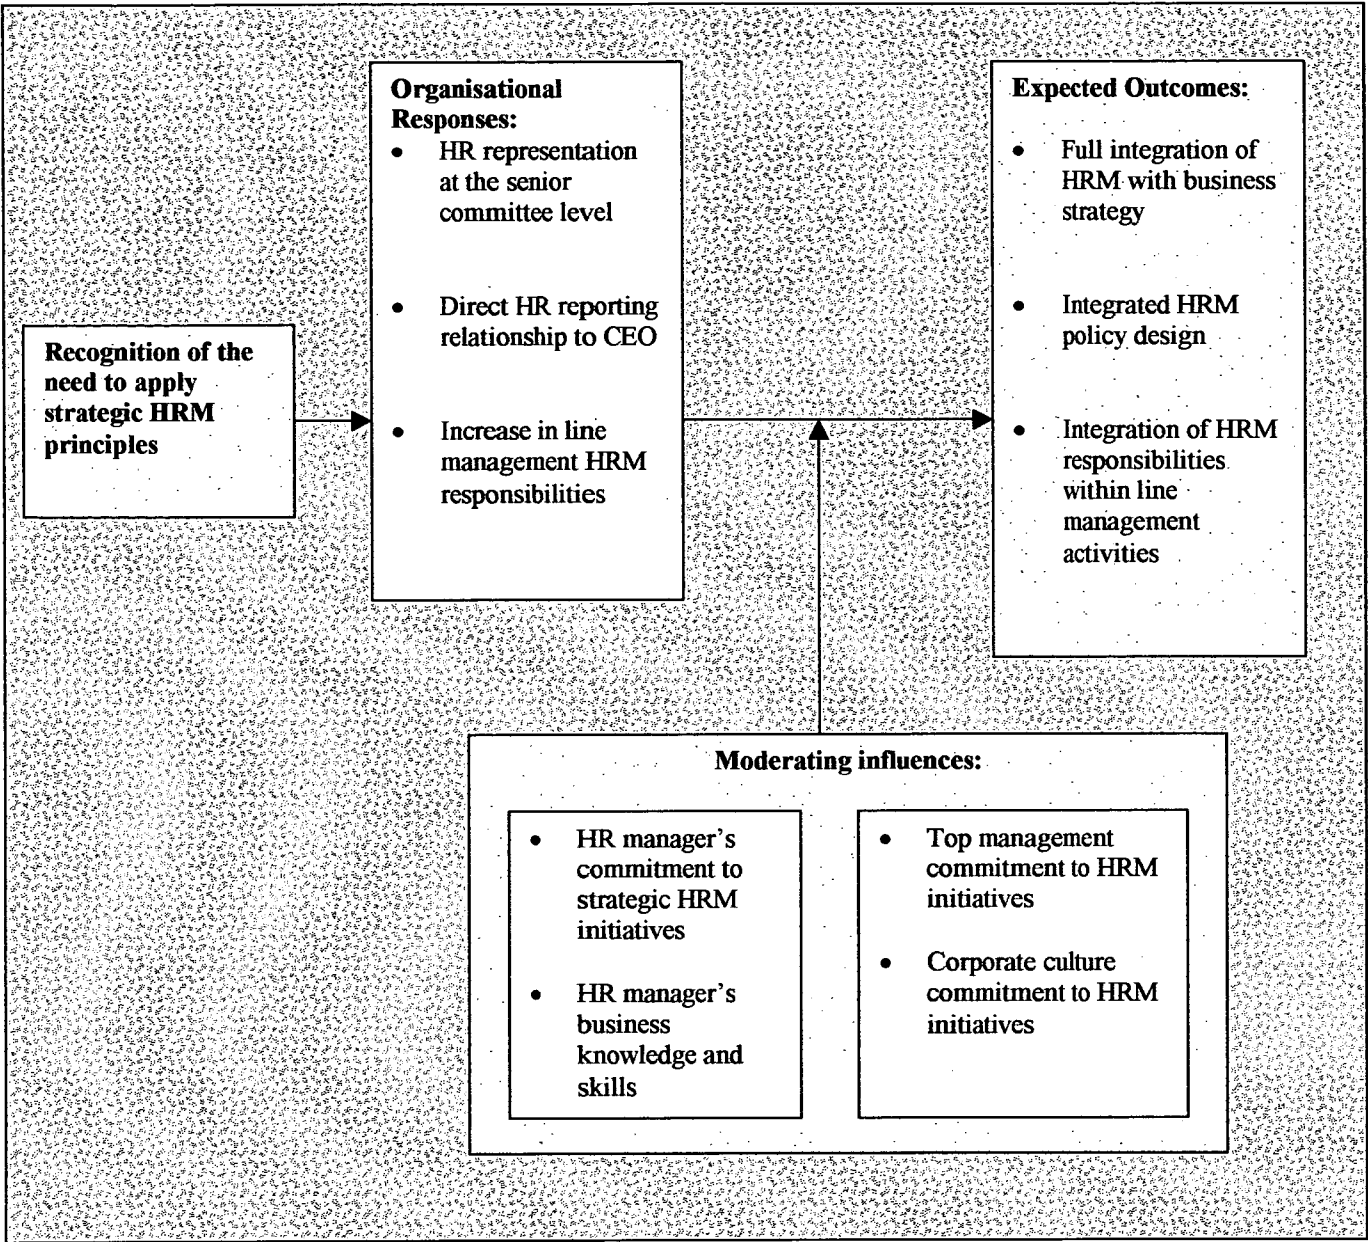 Recognition of the
need to apply
strategic HRM
principles
Organisational
Responses:
• HR representation
at the senior
committee level
• Direct HR reporting
relationship to CEO
• Increase in line
management HRM
responsibilities
Expected Outcomes:
• Full integration of
HRM with business
strategy
• Integrated HRM
policy design
• Integration of HRM
responsibilities
within line
management
activities
Moderating influences:
• HR manager's
commitment to
strategic HRM
initiatives
• HR manager's
business
knowledge and
skills
• Top management
commitment to HRM
initiatives
• Corporate culture
commitment to HRM
initiatives